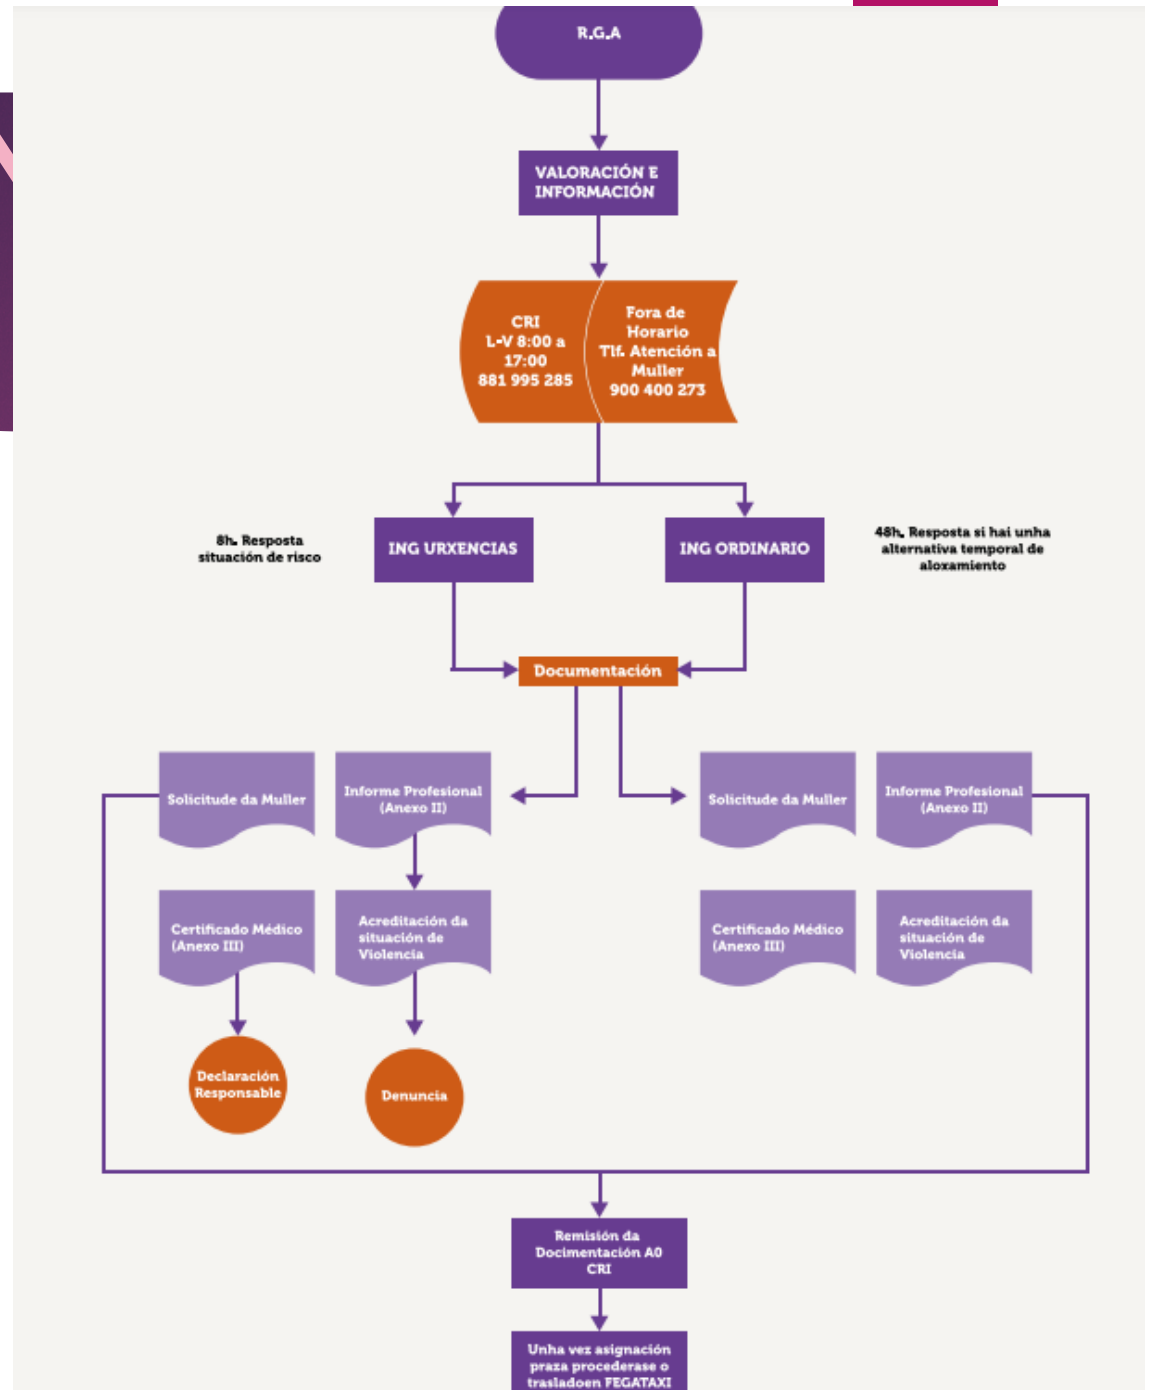 R.G.A
VALORACIÓN E
INFORMACIÓN
CRI
L-V 8:00 a
17:00
881 995 285
Fora de
Horario
Tlf. Atención a
Muller
900 400 273
8h. Resposta
situación de risco
ING URXENCIAS
ING ORDINARIO
48h. Resposta si hai unha
alternativa temporal de
aloxamiento
Documentación
Solicitude da Muller
Informe Profesional
(Anexo II)
Solicitude da Muller
Informe Profesional
(Anexo II)
Certificado Médico
(Anexo III)
Acreditación da
situación de
Violencia
Certificado Médico
(Anexo III)
Acreditación da
situación de
Violencia
Declaración
Responsable
Denuncia
Remisión da
Docimentación A0
CRI
Unha vez asignación
praza procederase o
trasladoen FEGATAXI